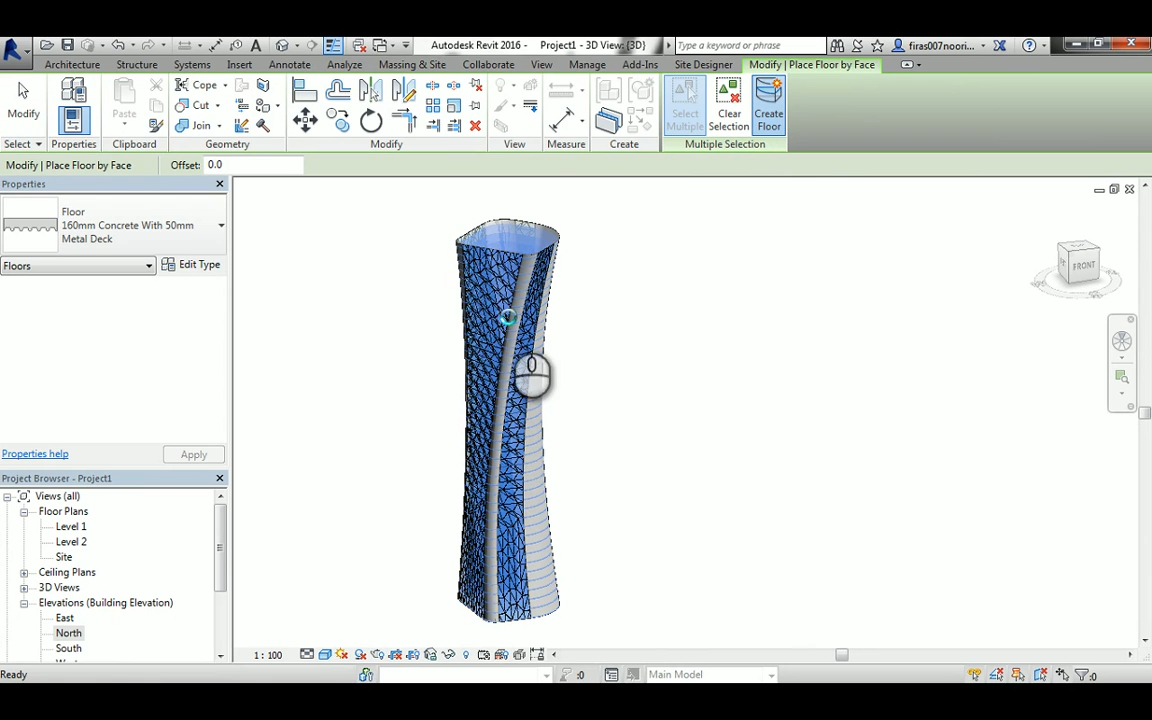 Autodesk Revit 2016 - Project1 - 3D View: {3D}
Type a keyword or phrase
firas007noori...
Architecture Structure Systems Insert Annotate Analyze Massing & Site Collaborate View Manage Add-Ins Site Designer Modify | Place Floor by Face
Modify
Paste
Cope
Cut
Join
Select Multiple
Clear Selection
Create Floor
Select Properties Clipboard Geometry Modify View Measure Create Multiple Selection
Modify | Place Floor by Face Offset: 0.0
Properties
Floor
160mm Concrete With 50mm
Metal Deck
Floors Edit Type
FRONT
Properties help Apply
Project Browser - Project1
Views (all)
Floor Plans
Level 1
Level 2
Site
Ceiling Plans
3D Views
Elevations (Building Elevation)
East
North
South
1 : 100
Ready :0 Main Model :0